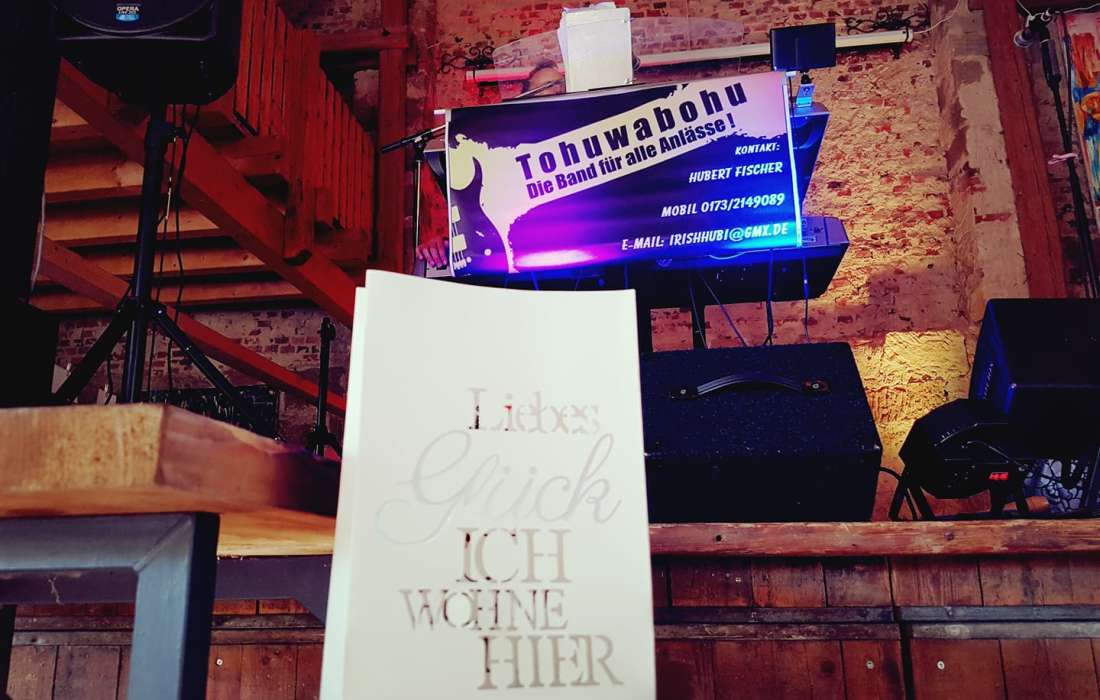 OPERA
Tohuwabohu
Die Band für alle Anlässe !
KONTAKT:
HUBERT FISCHER
MOBIL 0173/2149089
E-MAIL: IRISHHUBI@GMX.DE
Liebes
Glück
ICH
WOHNE
HIER